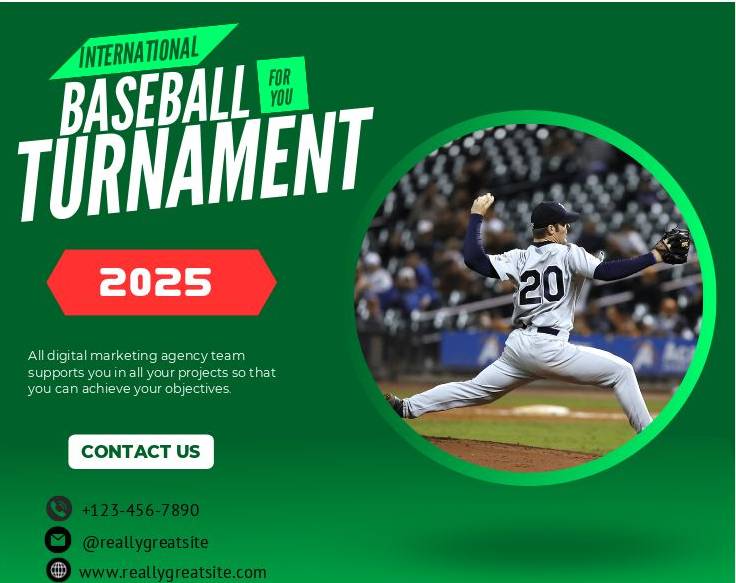 INTERNATIONAL
BASEBALL
FOR
YOU
TURNAMENT
2025
All digital marketing agency team
supports you in all your projects so that
you can achieve your objectives.
CONTACT US
+123-456-7890
@reallygreatsite
www.reallygreatsite.com
20